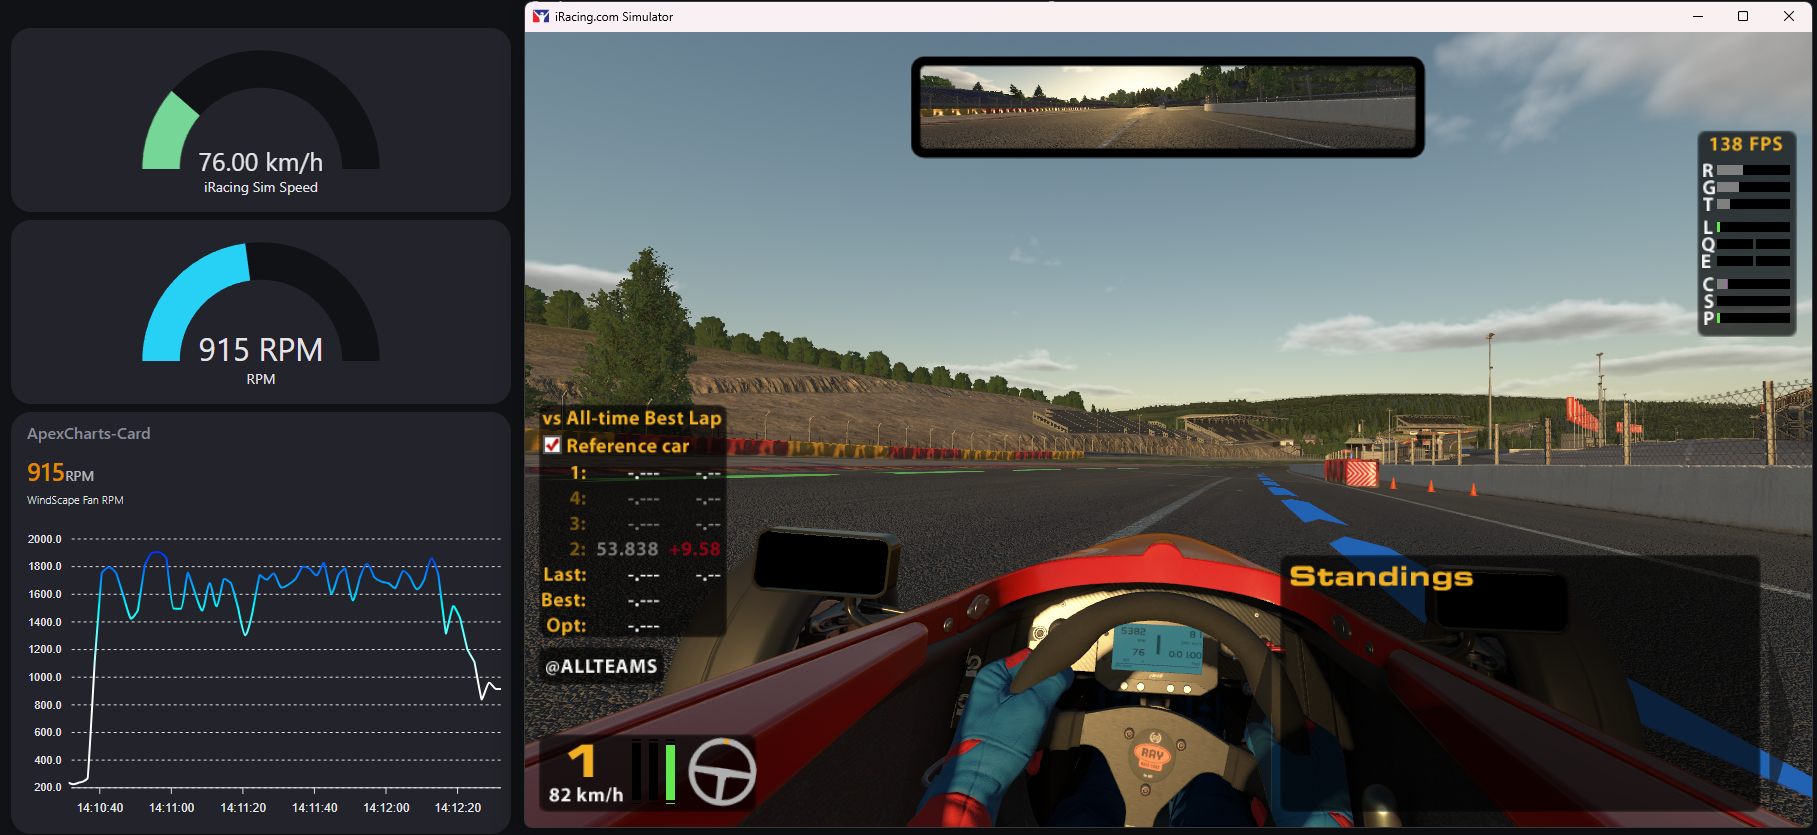 76.00 km/h
iRacing Sim Speed
915 RPM
RPM
ApexCharts-Card
915RPM
WindScape Fan RPM
2000.0
1800.0
1600.0
1400.0
1200.0
1000.0
800.0
600.0
400.0
200.0
14:10:40 14:11:00 14:11:20 14:11:40 14:12:00 14:12:20
iRacing.com Simulator
138 FPS
R
G
T
L
Q
E
C
S
P
vs All-time Best Lap
Reference car
1: -.--- -.--
4: -.--- -.--
3: -.--- -.--
2: 53.838 +9.58
Last: -.--- -.--
Best: -.---
Opt: -.---
@ALLTEAMS
Standings
5382
76
RAY
1
82 km/h